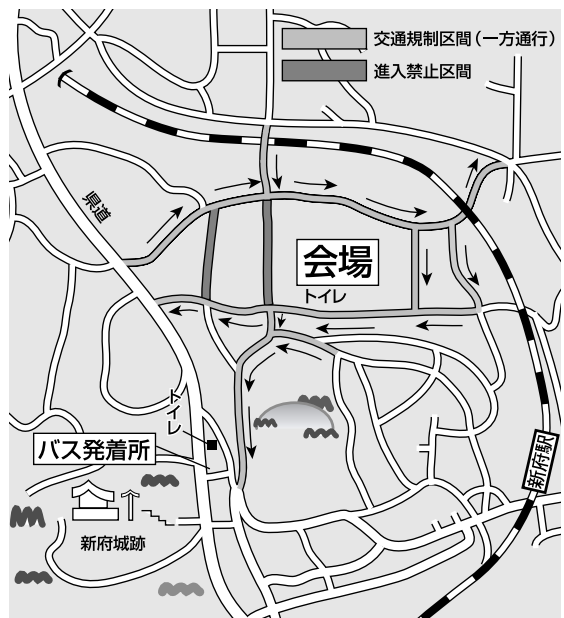 交通規制区間（一方通行）
進入禁止区間
県道
会場
トイレ
トイレ
バス発着所
新府駅
新府城跡